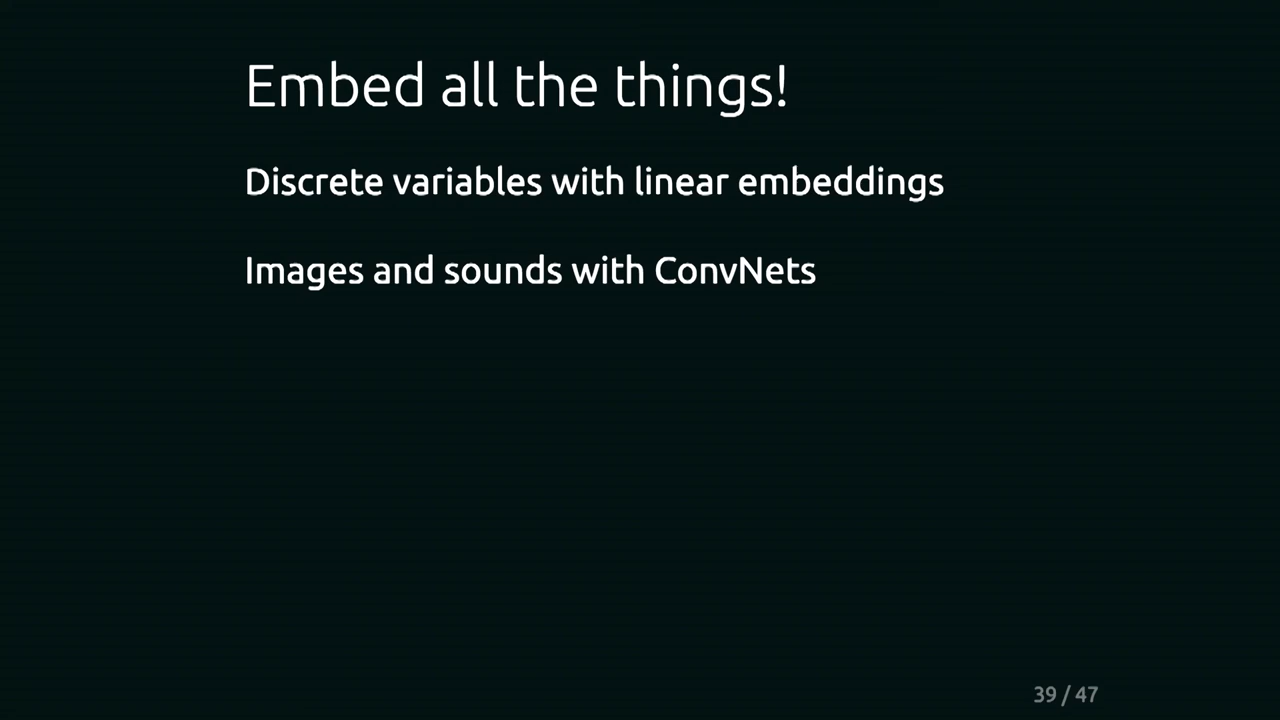 Embed all the things!
Discrete variables with linear embeddings
Images and sounds with ConvNets
39 / 47